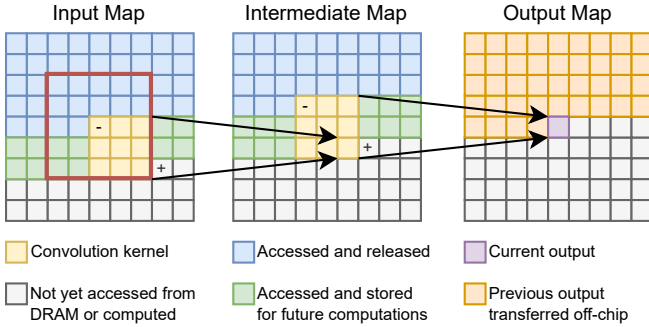 Input Map
Intermediate Map
Output Map
-
-
+
+
Convolution kernel
Accessed and released
Current output
Not yet accessed from
DRAM or computed
Accessed and stored
for future computations
Previous output
transferred off-chip